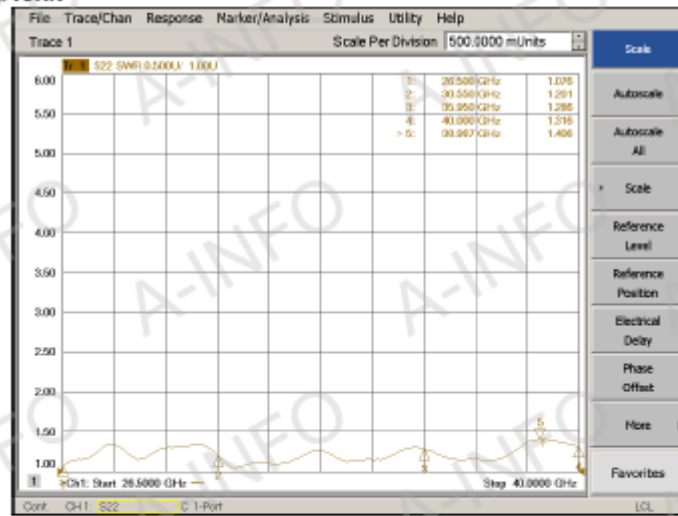 File Trace/Chan Response Marker/Analysis Stimulus Utility Help
Trace 1 Scale Per Division 500.0000 mUnits
Scale
Tr 1 S22 SWR 0.500U/ 1.00U
6.00
5.50
5.00
4.50
4.00
3.50
3.00
2.50
2.00
1.50
1.00
1: 26.500 GHz 1.076
2: 30.550 GHz 1.201
3: 35.950 GHz 1.286
4: 40.000 GHz 1.316
> 5: GHz
Autoscale
Autoscale
All
Scale
Reference
Level
Reference
Position
Electrical
Delay
Phase
Offset
More
Favorites
1 >Ch1: Start 26.5000 GHz Stop 40.0000 GHz
Cont. CH 1: S22 C 1-Port LCL
A-INFO
A-INFO
A-INFO
A-INFO